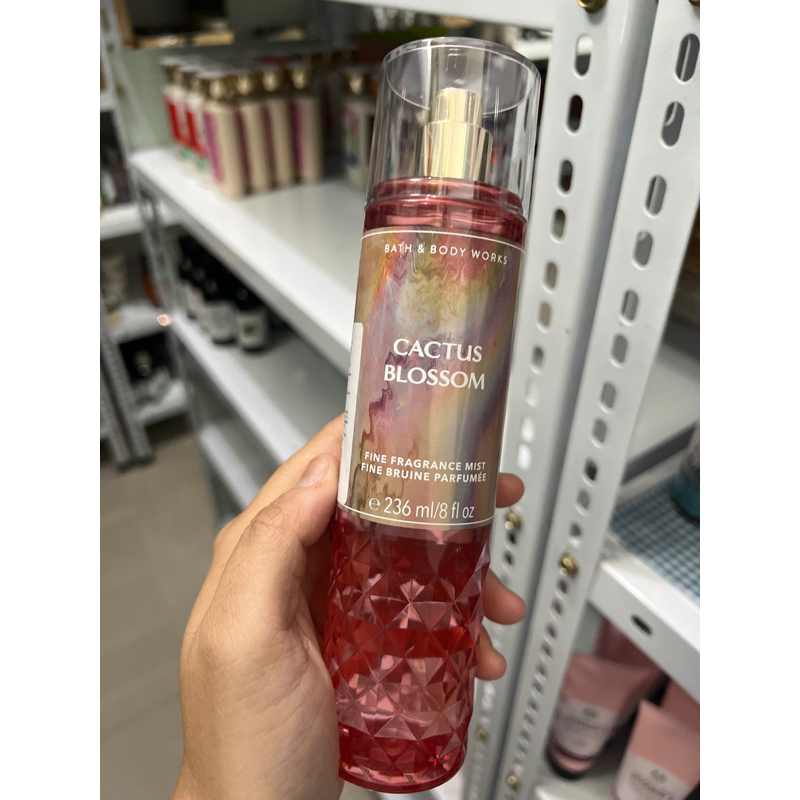 BATH & BODY WORKS
CACTUS
BLOSSOM
FINE FRAGRANCE MIST
FINE BRUINE PARFUMÉE
℮ 236 ml/8 fl oz